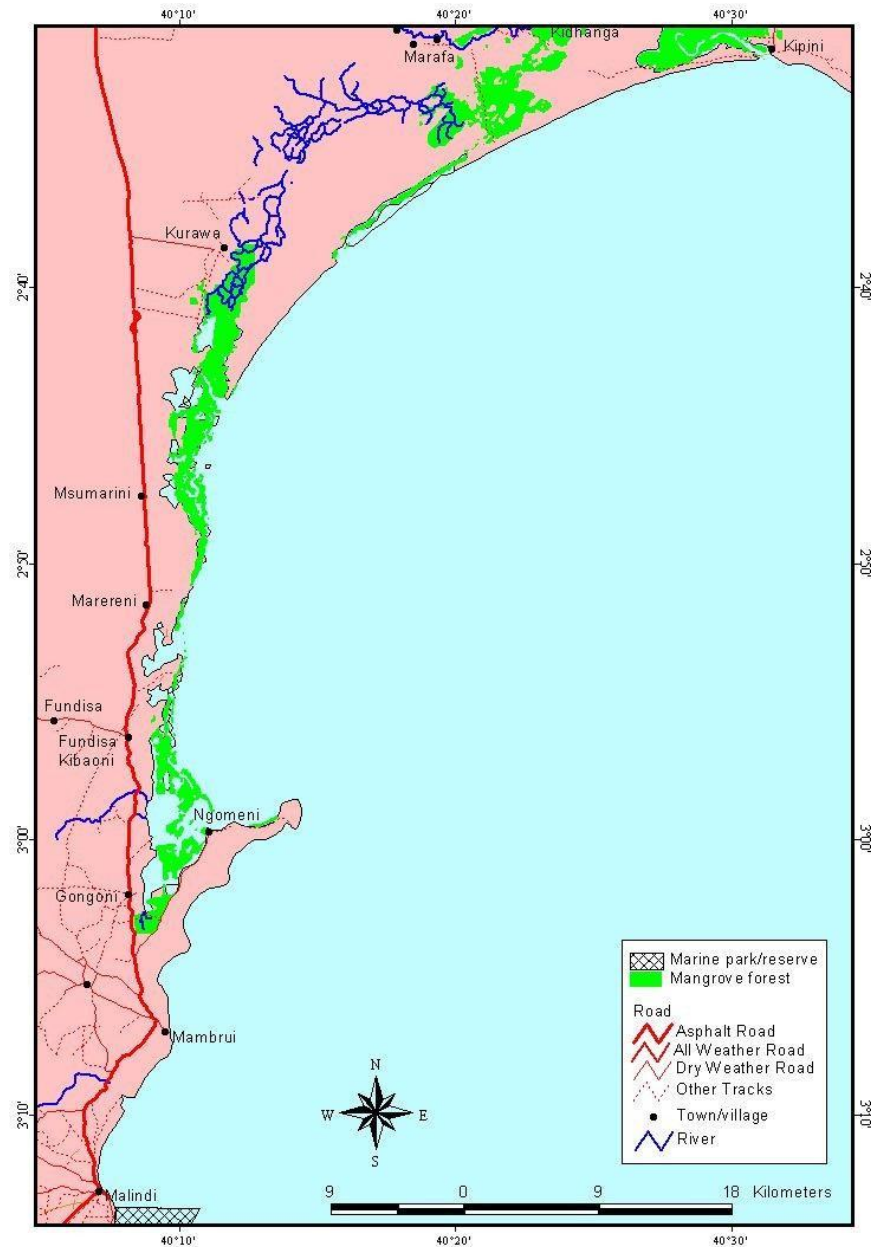 40°10'
40°20'
40°30'
Kidhanga
Marafa
Kipini
Kurawa
2°40'
2°40'
Msumarini
2°50'
2°50'
Marereni
Fundisa
Fundisa
Kibaoni
Ngomeni
3°00'
3°00'
Gongoni
Mambrui
Marine park/reserve
Mangrove forest
Road
Asphalt Road
All Weather Road
Dry Weather Road
Other Tracks
Town/village
River
N
W
E
S
3°10'
3°10'
Malindi
9
0
9
18
Kilometers
40°10'
40°20'
40°30'